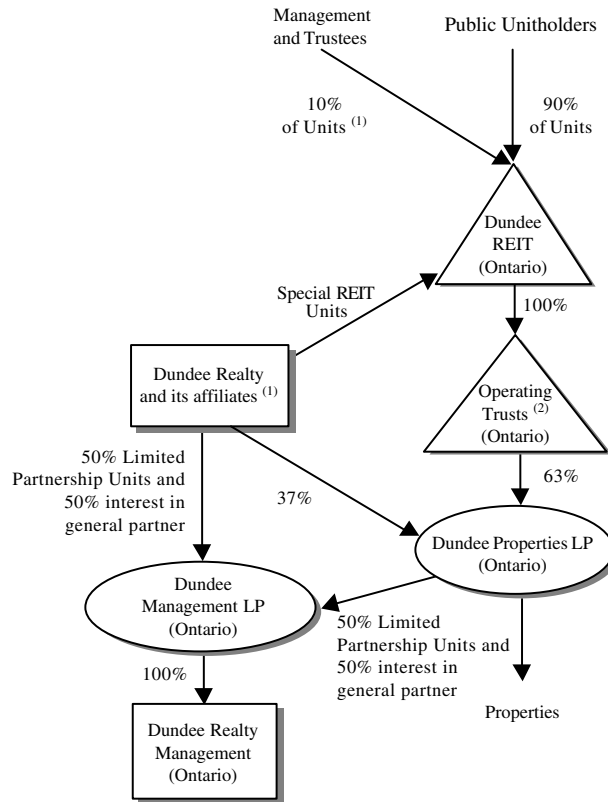 Management
and Trustees
Public Unitholders
10%
of Units (1)
90%
of Units
Dundee
REIT
(Ontario)
Special REIT
Units
100%
Dundee Realty
and its affiliates (1)
Operating
Trusts (2)
(Ontario)
50% Limited
Partnership Units and
50% interest in
general partner
37%
63%
Dundee Properties LP
(Ontario)
Dundee
Management LP
(Ontario)
50% Limited
Partnership Units and
50% interest in
general partner
100%
Properties
Dundee Realty
Management
(Ontario)